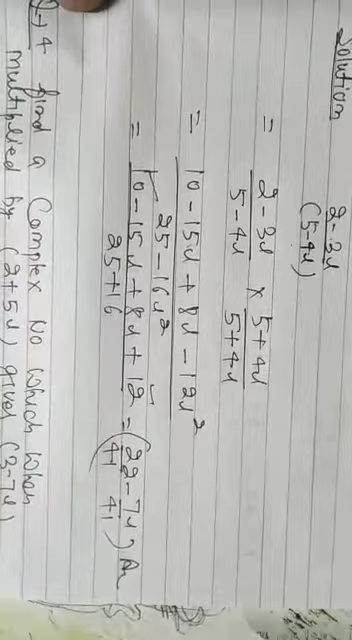 Solution
2-3i / (5-4i)
= 2-3i / 5-4i × 5+4i / 5+4i
= 10-15i+8i-12i² / 25-16i²
= 10-15i+8i+12 / 25+16 = (22/41 - 7i/41) A
Q→4 find a Complex No which when
multiplied by (2+5i) gives (3-7i)